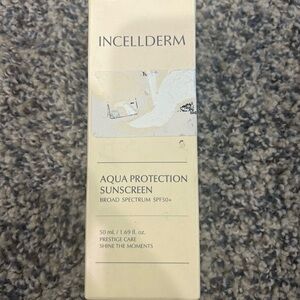 INCELLDERM
AQUA PROTECTION
SUNSCREEN
BROAD SPECTRUM SPF50+
50 mL / 1.69 fl. oz.
PRESTIGE CARE
SHINE THE MOMENTS